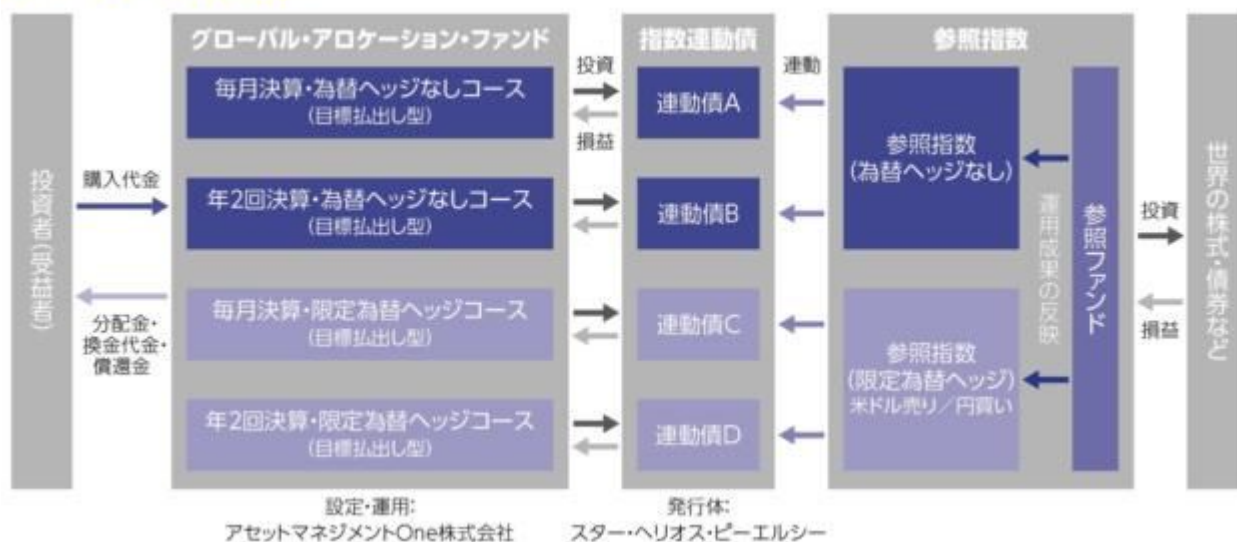 投資者(受益者)
購入代金
分配金・
換金代金・
償還金
グローバル・アロケーション・ファンド
毎月決算・為替ヘッジなしコース
(目標払出し型)
年2回決算・為替ヘッジなしコース
(目標払出し型)
毎月決算・限定為替ヘッジコース
(目標払出し型)
年2回決算・限定為替ヘッジコース
(目標払出し型)
設定・運用:
アセットマネジメントOne株式会社
投資
損益
指数連動債
連動債A
連動債B
連動債C
連動債D
発行体:
スター・ヘリオス・ピーエルシー
連動
参照指数
参照指数
(為替ヘッジなし)
参照指数
(限定為替ヘッジ)
米ドル売り/円買い
運用成果の反映
参照ファンド
投資
損益
世界の株式・債券など